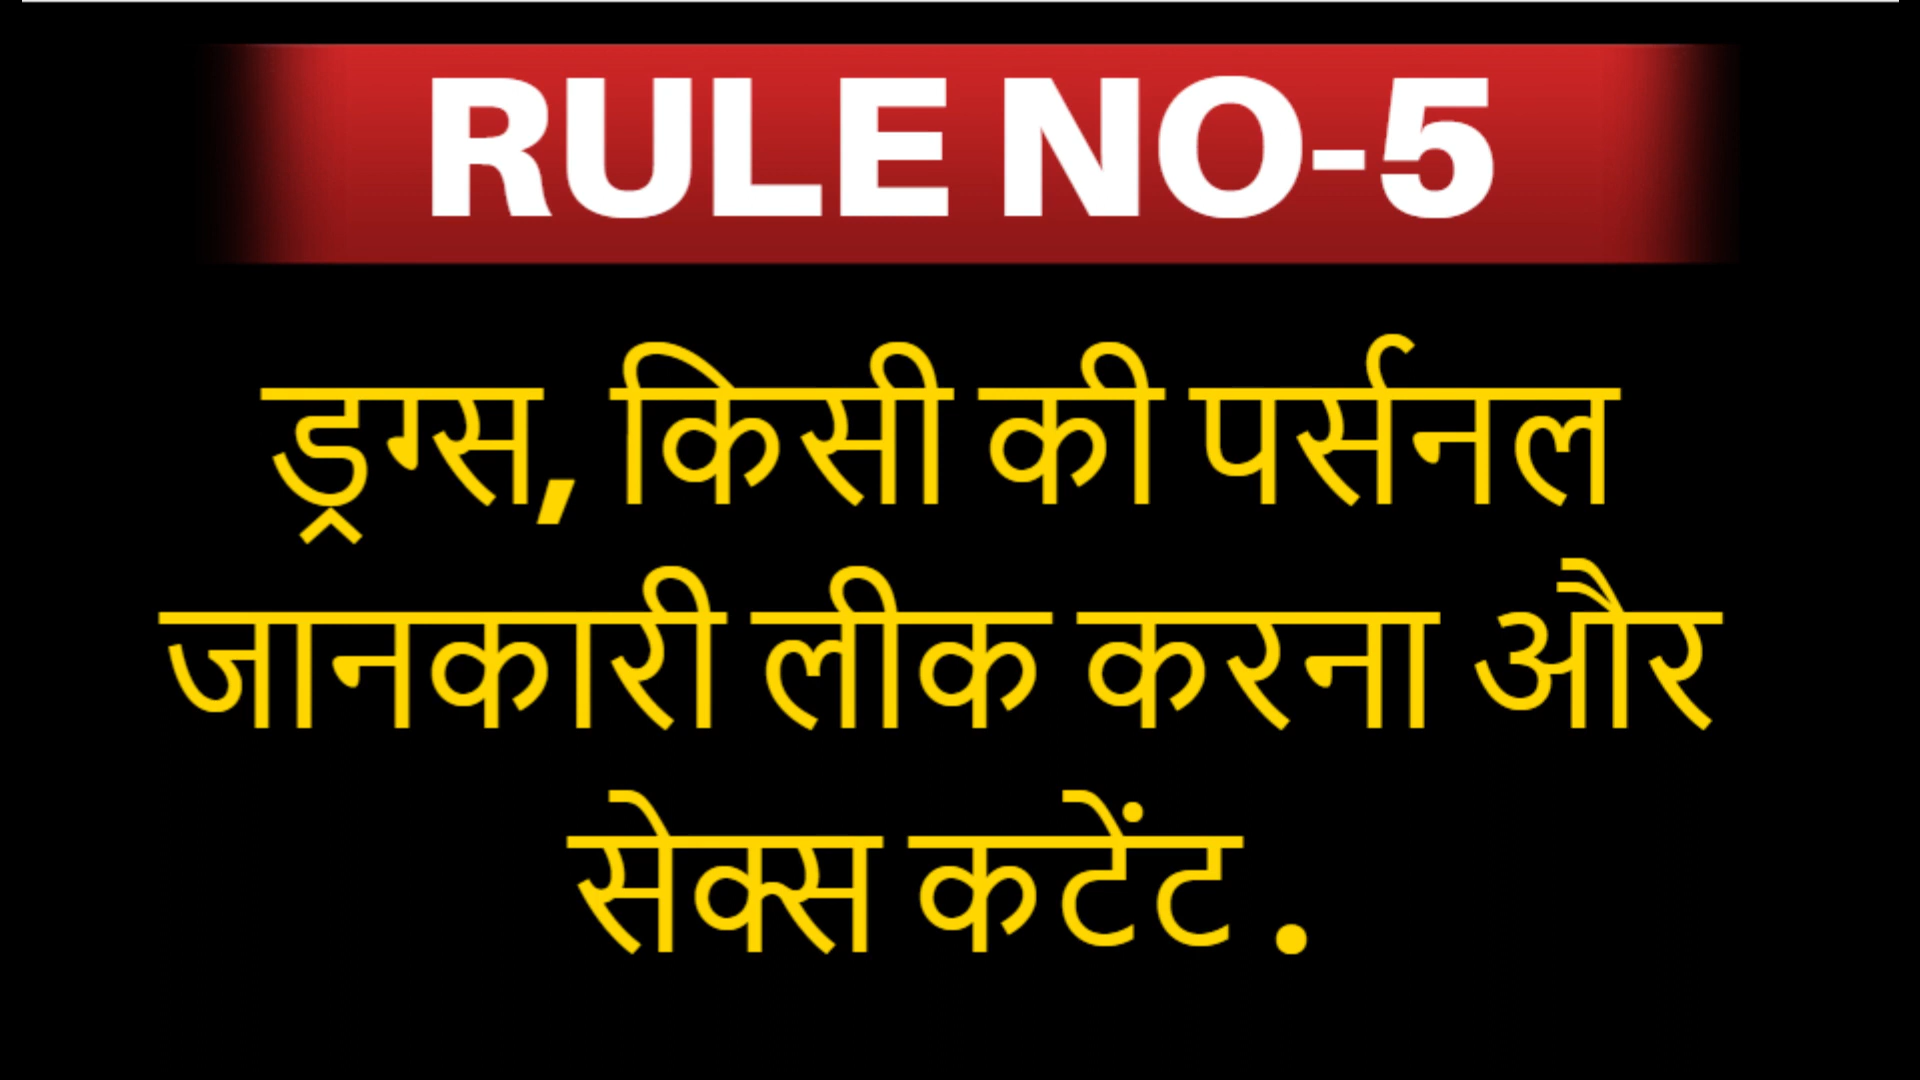 RULE NO-5
ड्रग्स, किसी की पर्सनल
जानकारी लीक करना और
सेक्स कटेंट .